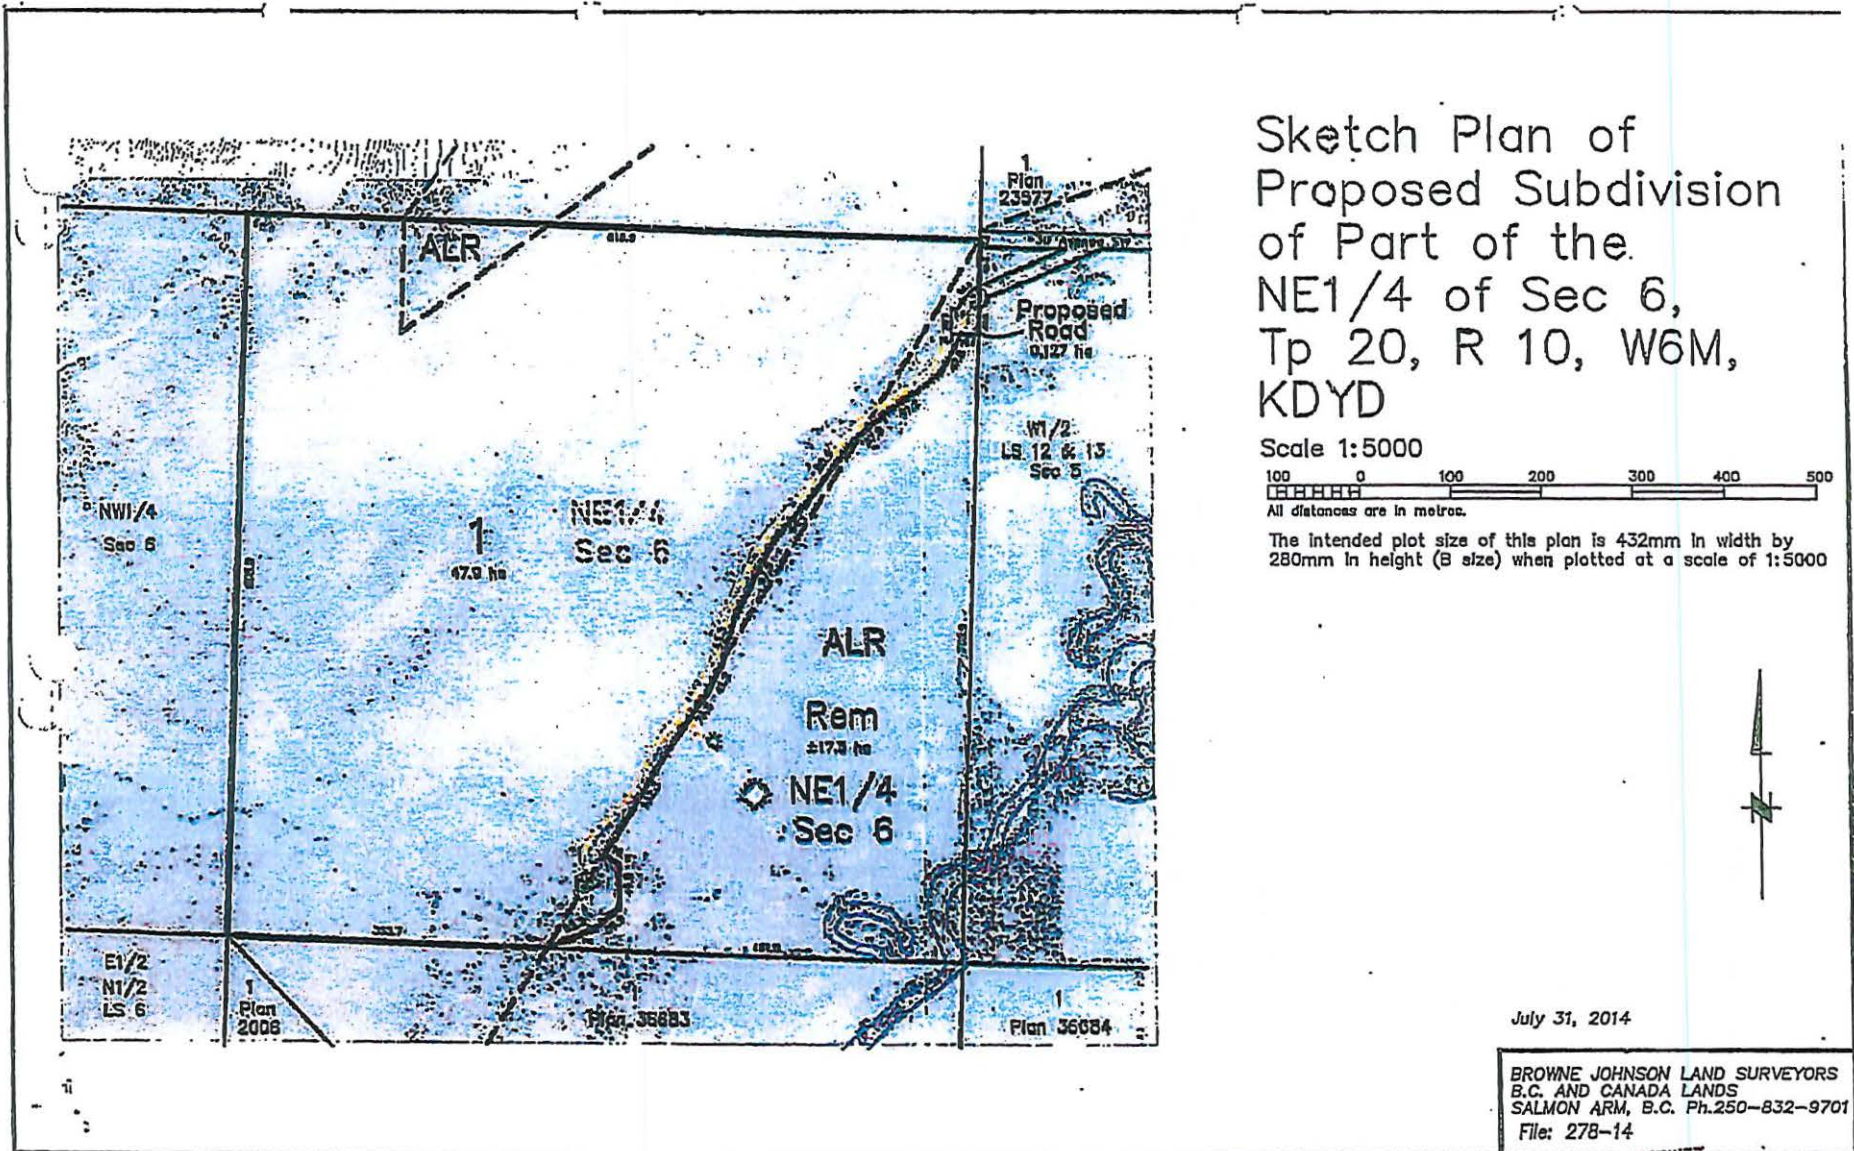 Sketch Plan of
Proposed Subdivision
of Part of the
NE1/4 of Sec 6,
Tp 20, R 10, W6M,
KDYD
Scale 1:5000
100 0 100 200 300 400 500
All distances are in metres.
The intended plot size of this plan is 432mm in width by
280mm in height (B size) when plotted at a scale of 1:5000
1
Plan
23977
ALR
Proposed
Road
0.127 ha
W1/2
LS 12 & 13
Sec 5
NW1/4
Sec 6
1
47.9 ha
NE1/4
Sec 6
ALR
Rem
NE1/4
Sec 6
E1/2
N1/2
LS 6
1
Plan
2006
1
Plan 36683
1
Plan 36684
July 31, 2014
BROWNE JOHNSON LAND SURVEYORS
B.C. AND CANADA LANDS
SALMON ARM, B.C. Ph.250-832-9701
File: 278-14